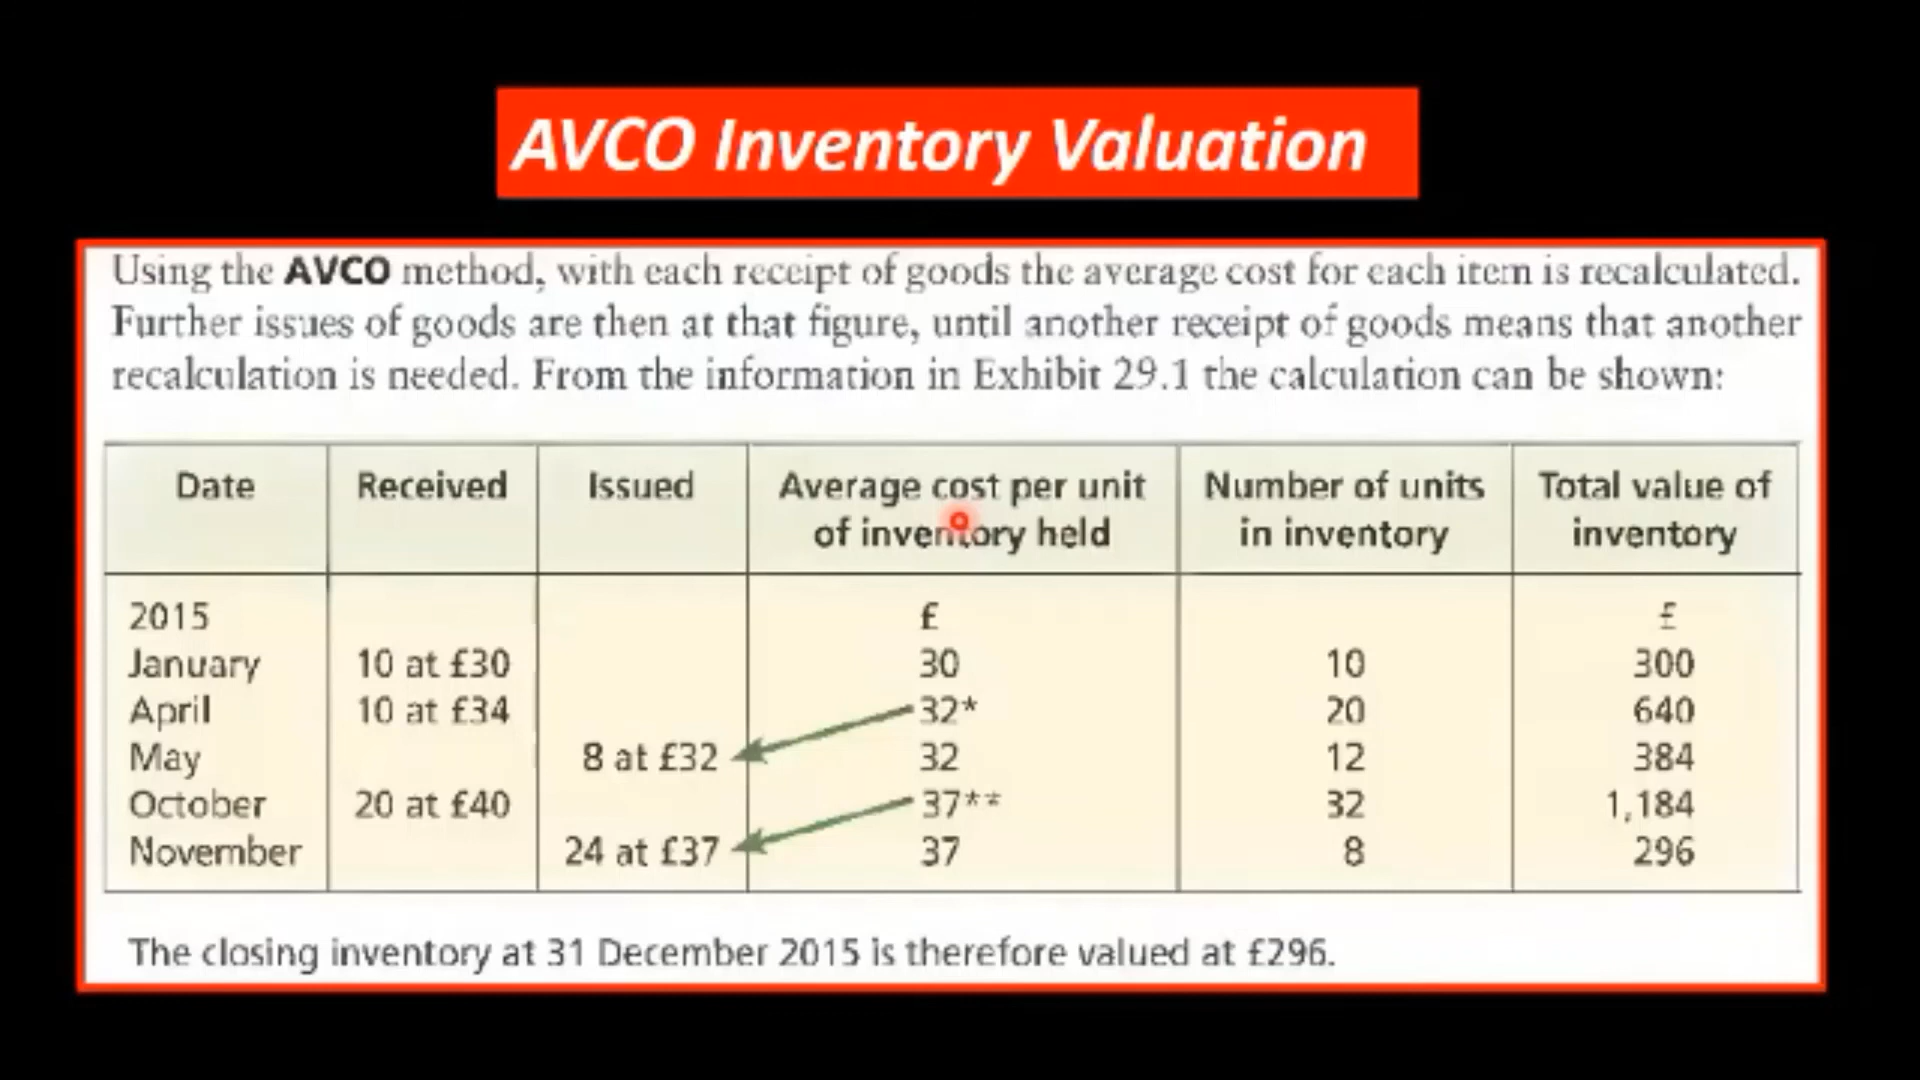 AVCO Inventory Valuation
Using the AVCO method, with each receipt of goods the average cost for each item is recalculated.
Further issues of goods are then at that figure, until another receipt of goods means that another
recalculation is needed. From the information in Exhibit 29.1 the calculation can be shown:
Date Received Issued Average cost per unit of inventory held Number of units in inventory Total value of inventory
2015 £ £
January 10 at £30 30 10 300
April 10 at £34 32* 20 640
May 8 at £32 32 12 384
October 20 at £40 37** 32 1,184
November 24 at £37 37 8 296
The closing inventory at 31 December 2015 is therefore valued at £296.